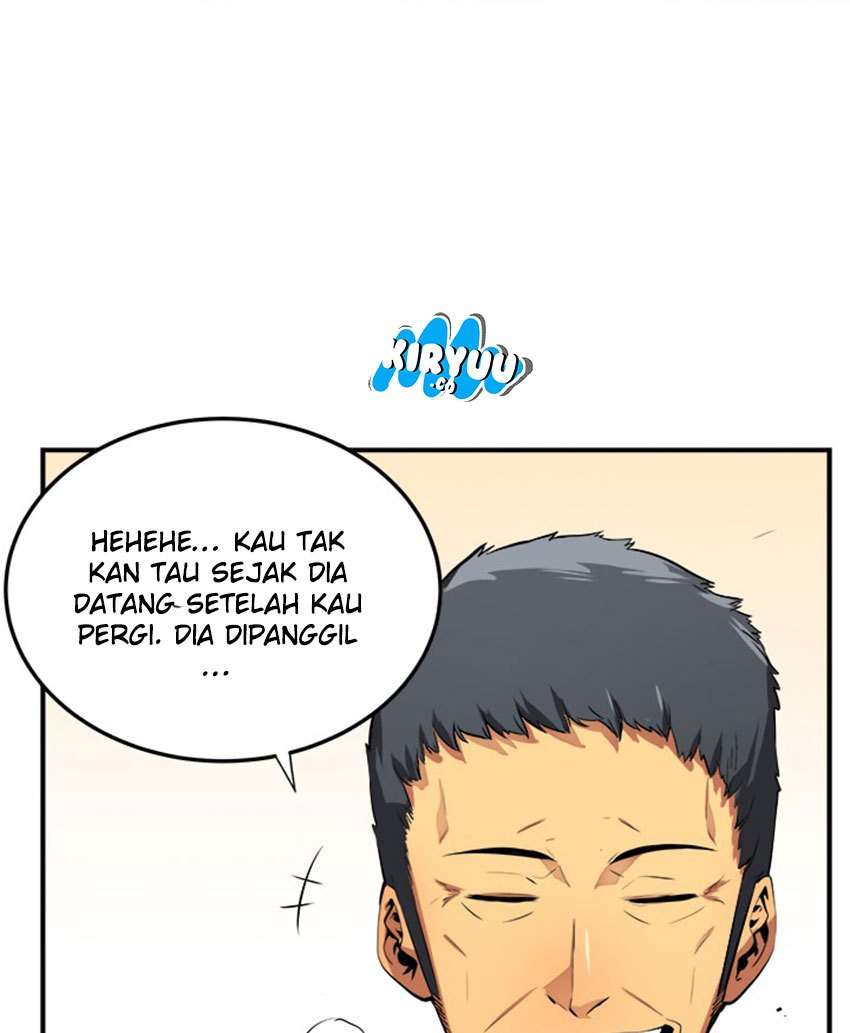 KIRYUU
.CO
HEHEHE... KAU TAK
KAN TAU SEJAK DIA
DATANG SETELAH KAU
PERGI. DIA DIPANGGIL
...